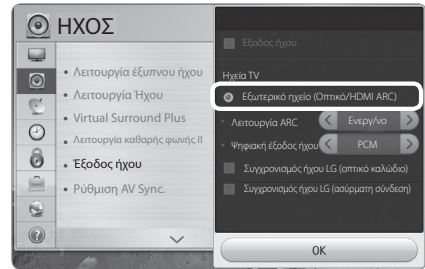 ΗΧΟΣ
• Λειτουργία έξυπνου ήχου
• Λειτουργία Ήχου
• Virtual Surround Plus
• Λειτουργία καθαρής φωνής II
• Έξοδος ήχου
• Ρύθμιση AV Sync.
Έξοδος ήχου
Ηχεία TV
Εξωτερικό ηχείο (Οπτικό/HDMI ARC)
• Λειτουργία ARC < Ενεργ/νο >
• Ψηφιακή έξοδος ήχου < PCM >
Συγχρονισμός ήχου LG (οπτικό καλώδιο)
Συγχρονισμός ήχου LG (ασύρματη σύνδεση)
OK